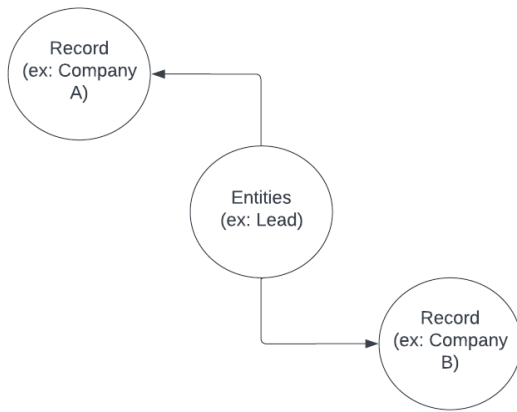 Record
(ex: Company
A)
Entities
(ex: Lead)
Record
(ex: Company
B)